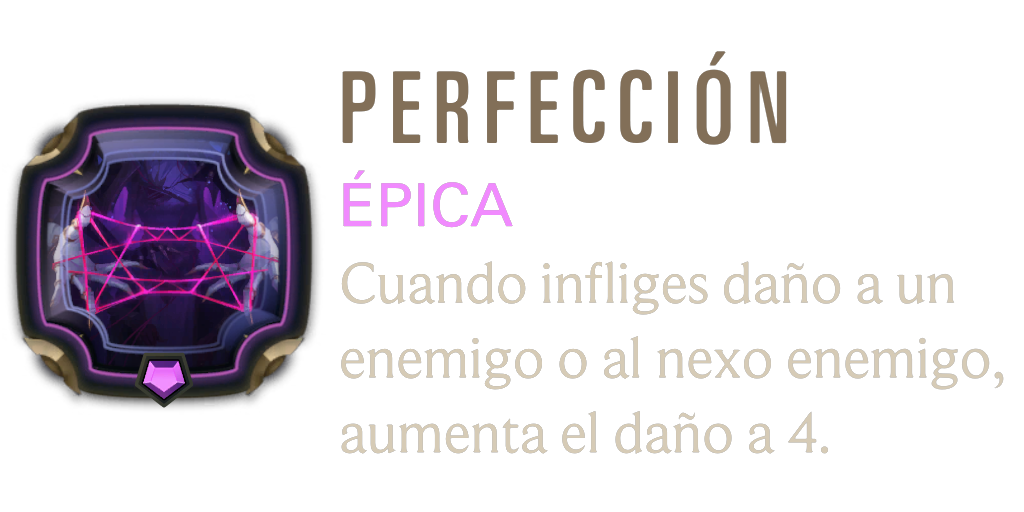 PERFECCIÓN
ÉPICA
Cuando infliges daño a un
enemigo o al nexo enemigo,
aumenta el daño a 4.